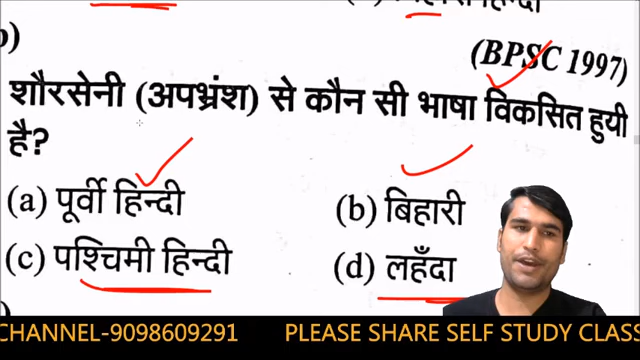 (BPSC 1997)
शौरसेनी (अपभ्रंश) से कौन सी भाषा विकसित हुयी
है?
(a) पूर्वी हिन्दी (b) बिहारी
(c) पश्चिमी हिन्दी (d) लहँदा
CHANNEL-9098609291 PLEASE SHARE SELF STUDY CLASS